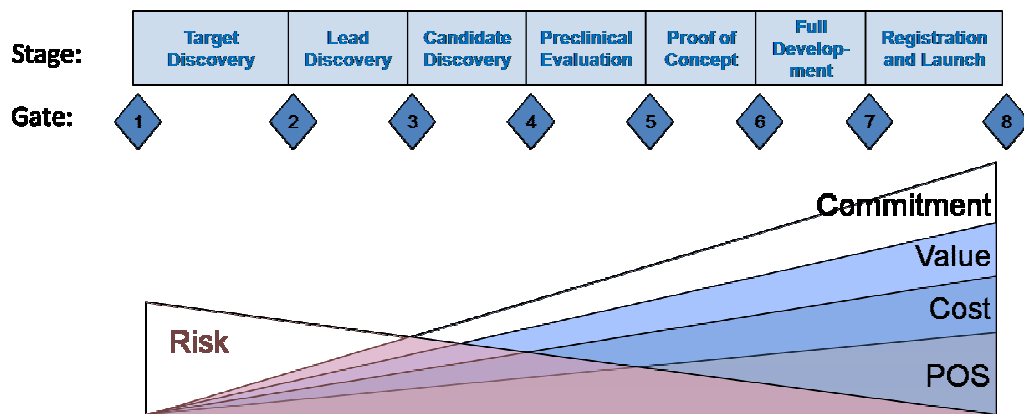 Stage:
Target
Discovery
Lead
Discovery
Candidate
Discovery
Preclinical
Evaluation
Proof of
Concept
Full
Develop-
ment
Registration
and Launch
Gate:
1
2
3
4
5
6
7
8
Commitment
Value
Cost
POS
Risk